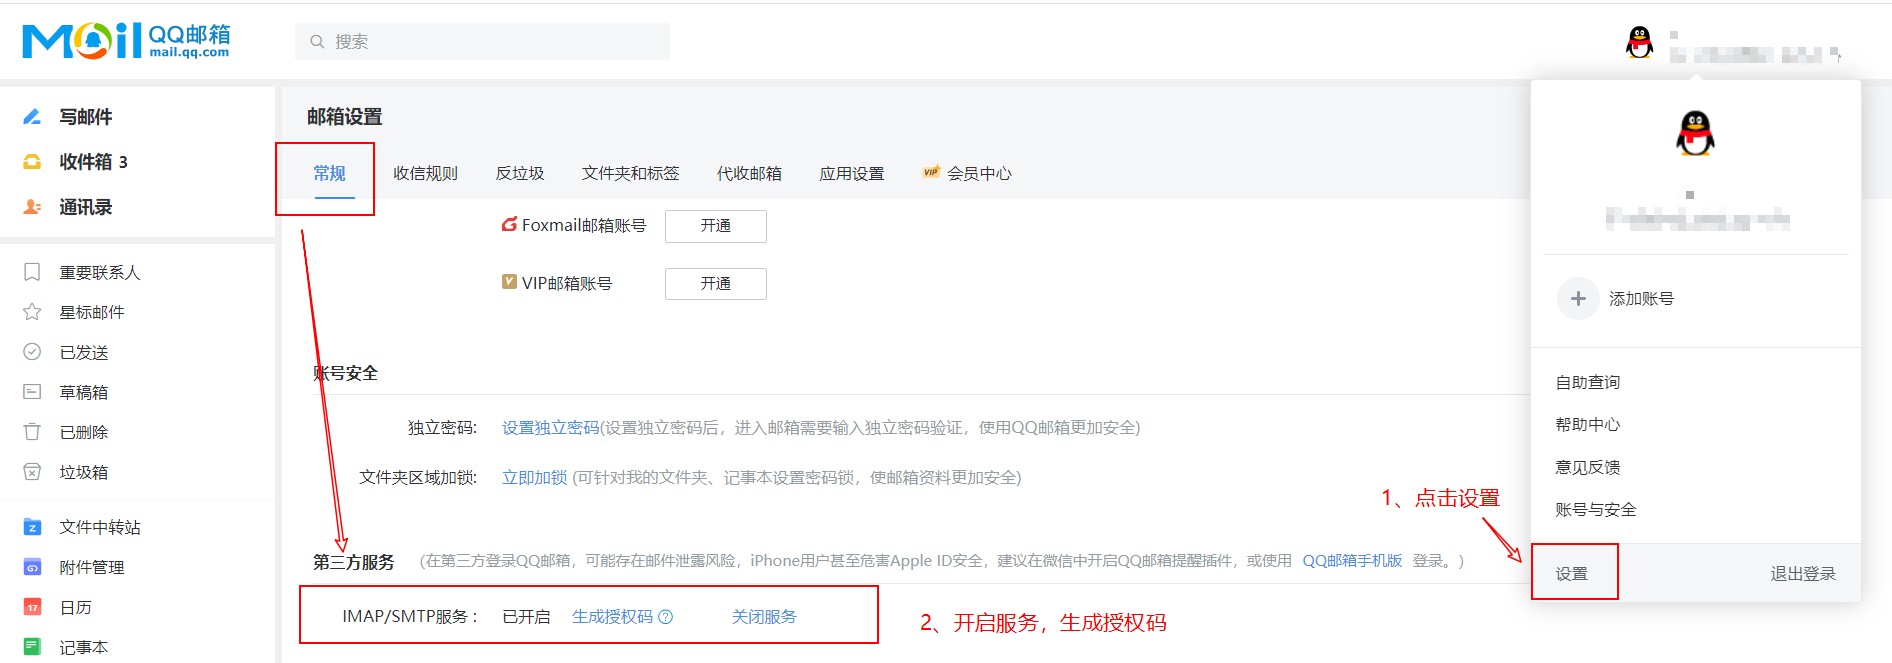 Mail QQ邮箱
mail.qq.com
搜索
写邮件
收件箱 3
通讯录
重要联系人
星标邮件
已发送
草稿箱
已删除
垃圾箱
文件中转站
附件管理
17 日历
记事本
邮箱设置
常规 收信规则 反垃圾 文件夹和标签 代收邮箱 应用设置 VIP 会员中心
Foxmail邮箱账号 开通
V VIP邮箱账号 开通
账号安全
独立密码: 设置独立密码(设置独立密码后，进入邮箱需要输入独立密码验证，使用QQ邮箱更加安全)
文件夹区域加锁: 立即加锁 (可针对我的文件夹、记事本设置密码锁，使邮箱资料更加安全)
第三方服务 (在第三方登录QQ邮箱，可能存在邮件泄露风险，iPhone用户甚至危害Apple ID安全，建议在微信中开启QQ邮箱提醒插件，或使用 QQ邮箱手机版 登录。)
IMAP/SMTP服务： 已开启 生成授权码 ? 关闭服务
2、开启服务，生成授权码
1、点击设置
添加账号
自助查询
帮助中心
意见反馈
账号与安全
设置 退出登录